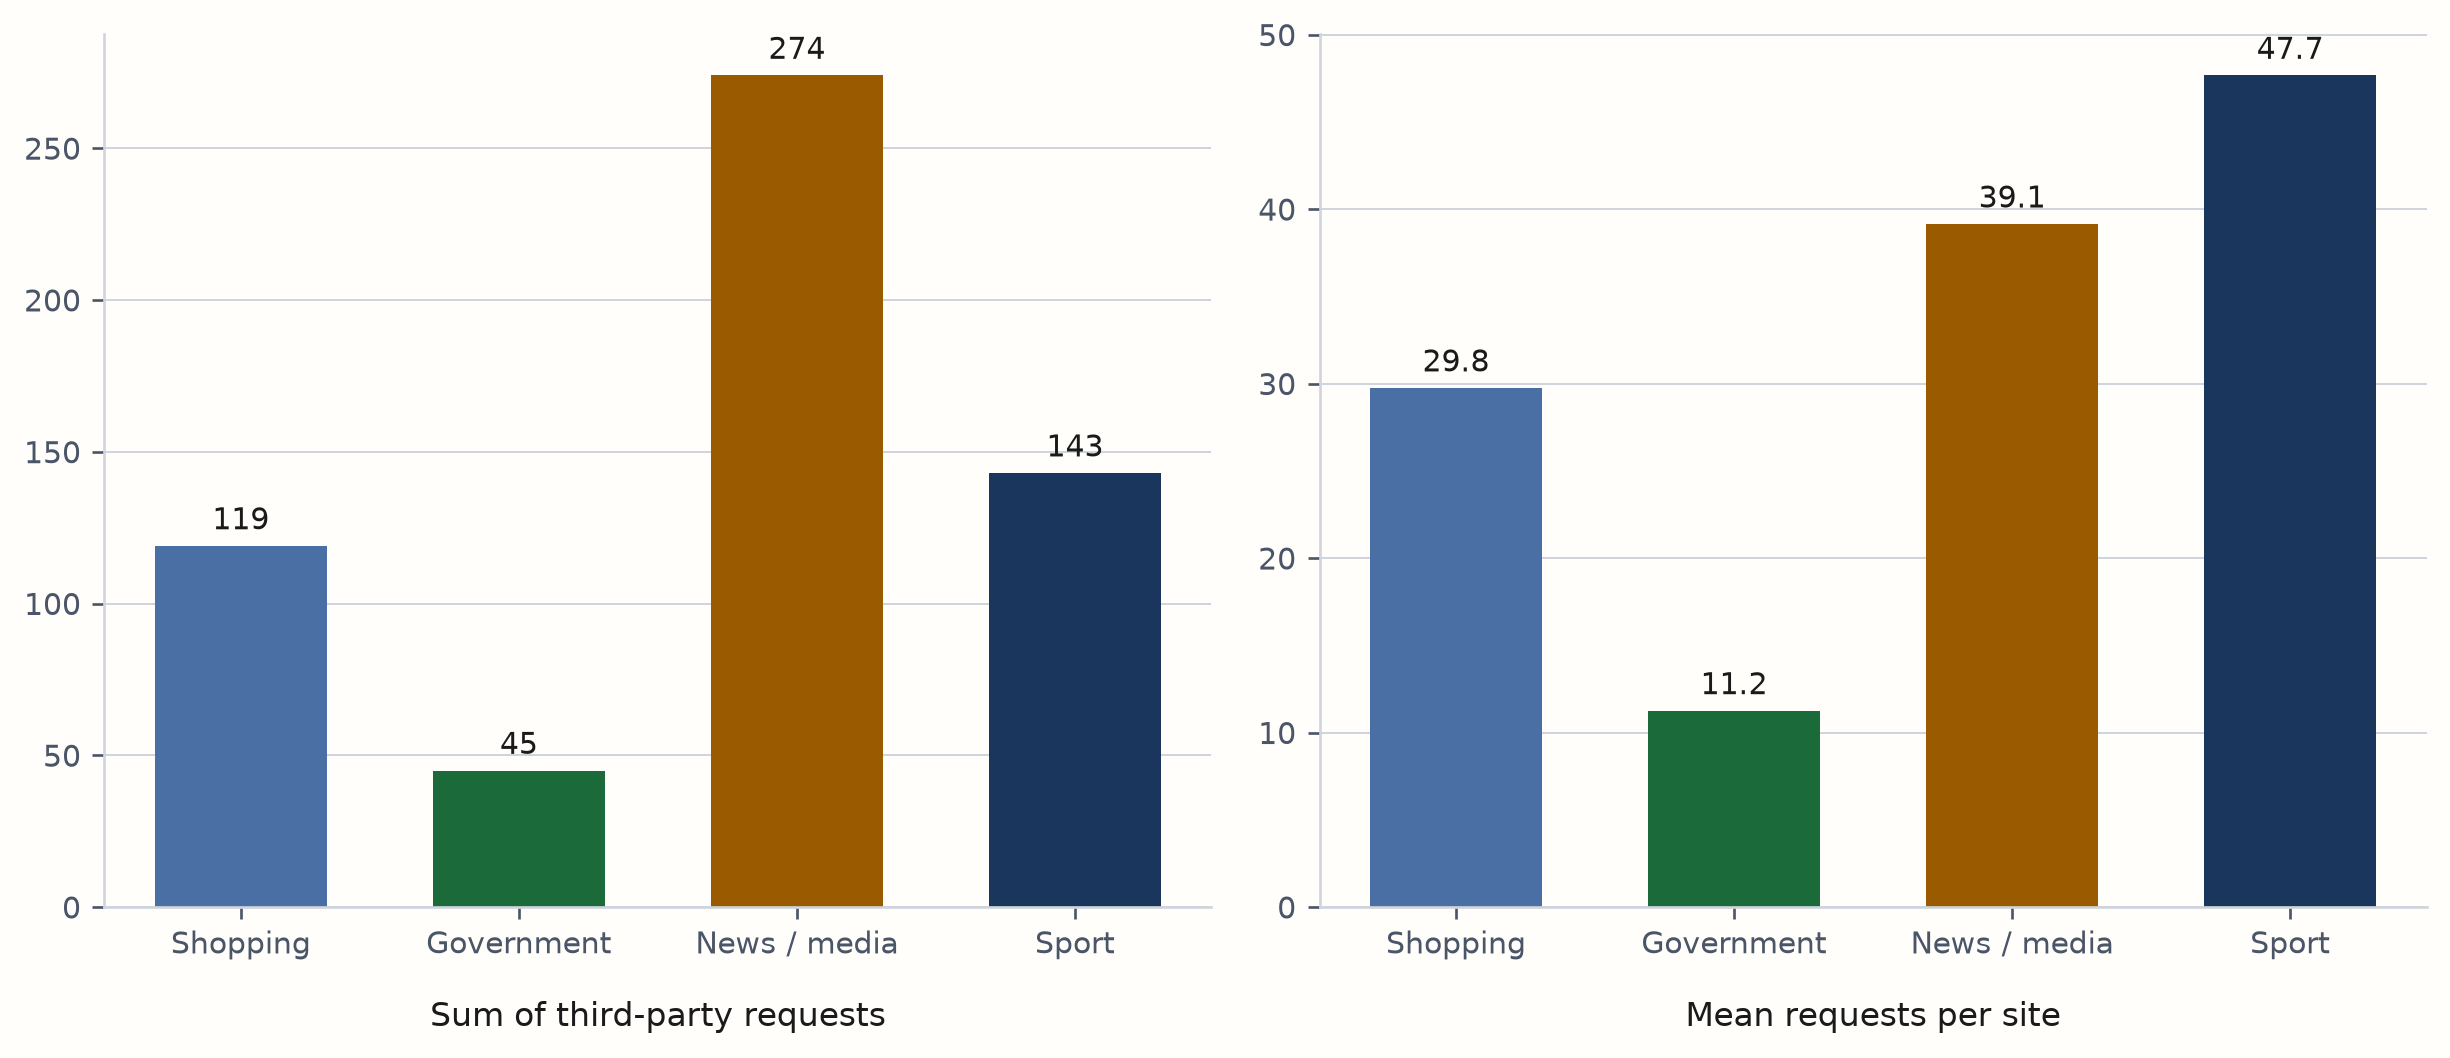 274
250
200
150
143
119
100
50
45
0
Shopping
Government
News / media
Sport
Sum of third-party requests
50
47.7
40
39.1
30
29.8
20
11.2
10
0
Shopping
Government
News / media
Sport
Mean requests per site